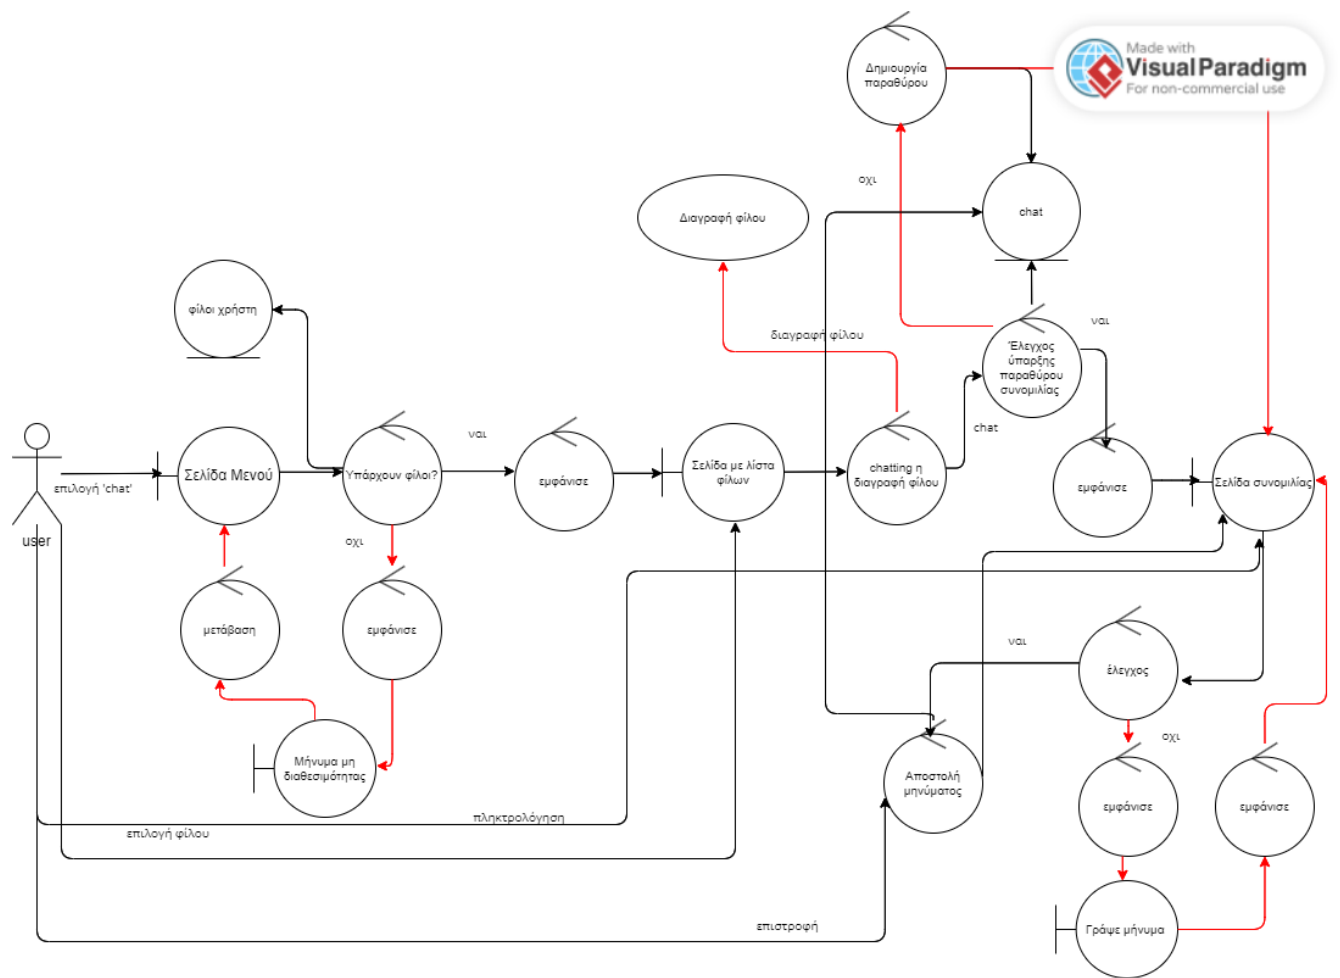 Made with
Visual Paradigm
For non-commercial use
Δημιουργία
παραθύρου
οχι
chat
Διαγραφή φίλου
φίλοι χρήστη
διαγραφή φίλου
ναι
Έλεγχος
ύπαρξης
παραθύρου
συνομιλίας
chat
ναι
επιλογή 'chat'
Σελίδα Μενού
Υπάρχουν φίλοι?
εμφάνισε
Σελίδα με λίστα
φίλων
chatting η
διαγραφή φίλου
εμφάνισε
Σελίδα συνομιλίας
user
οχι
μετάβαση
εμφάνισε
ναι
έλεγχος
οχι
Μήνυμα μη
διαθεσιμότητας
Αποστολή
μηνύματος
εμφάνισε
εμφάνισε
πληκτρολόγηση
επιλογή φίλου
επιστροφή
Γράψε μήνυμα